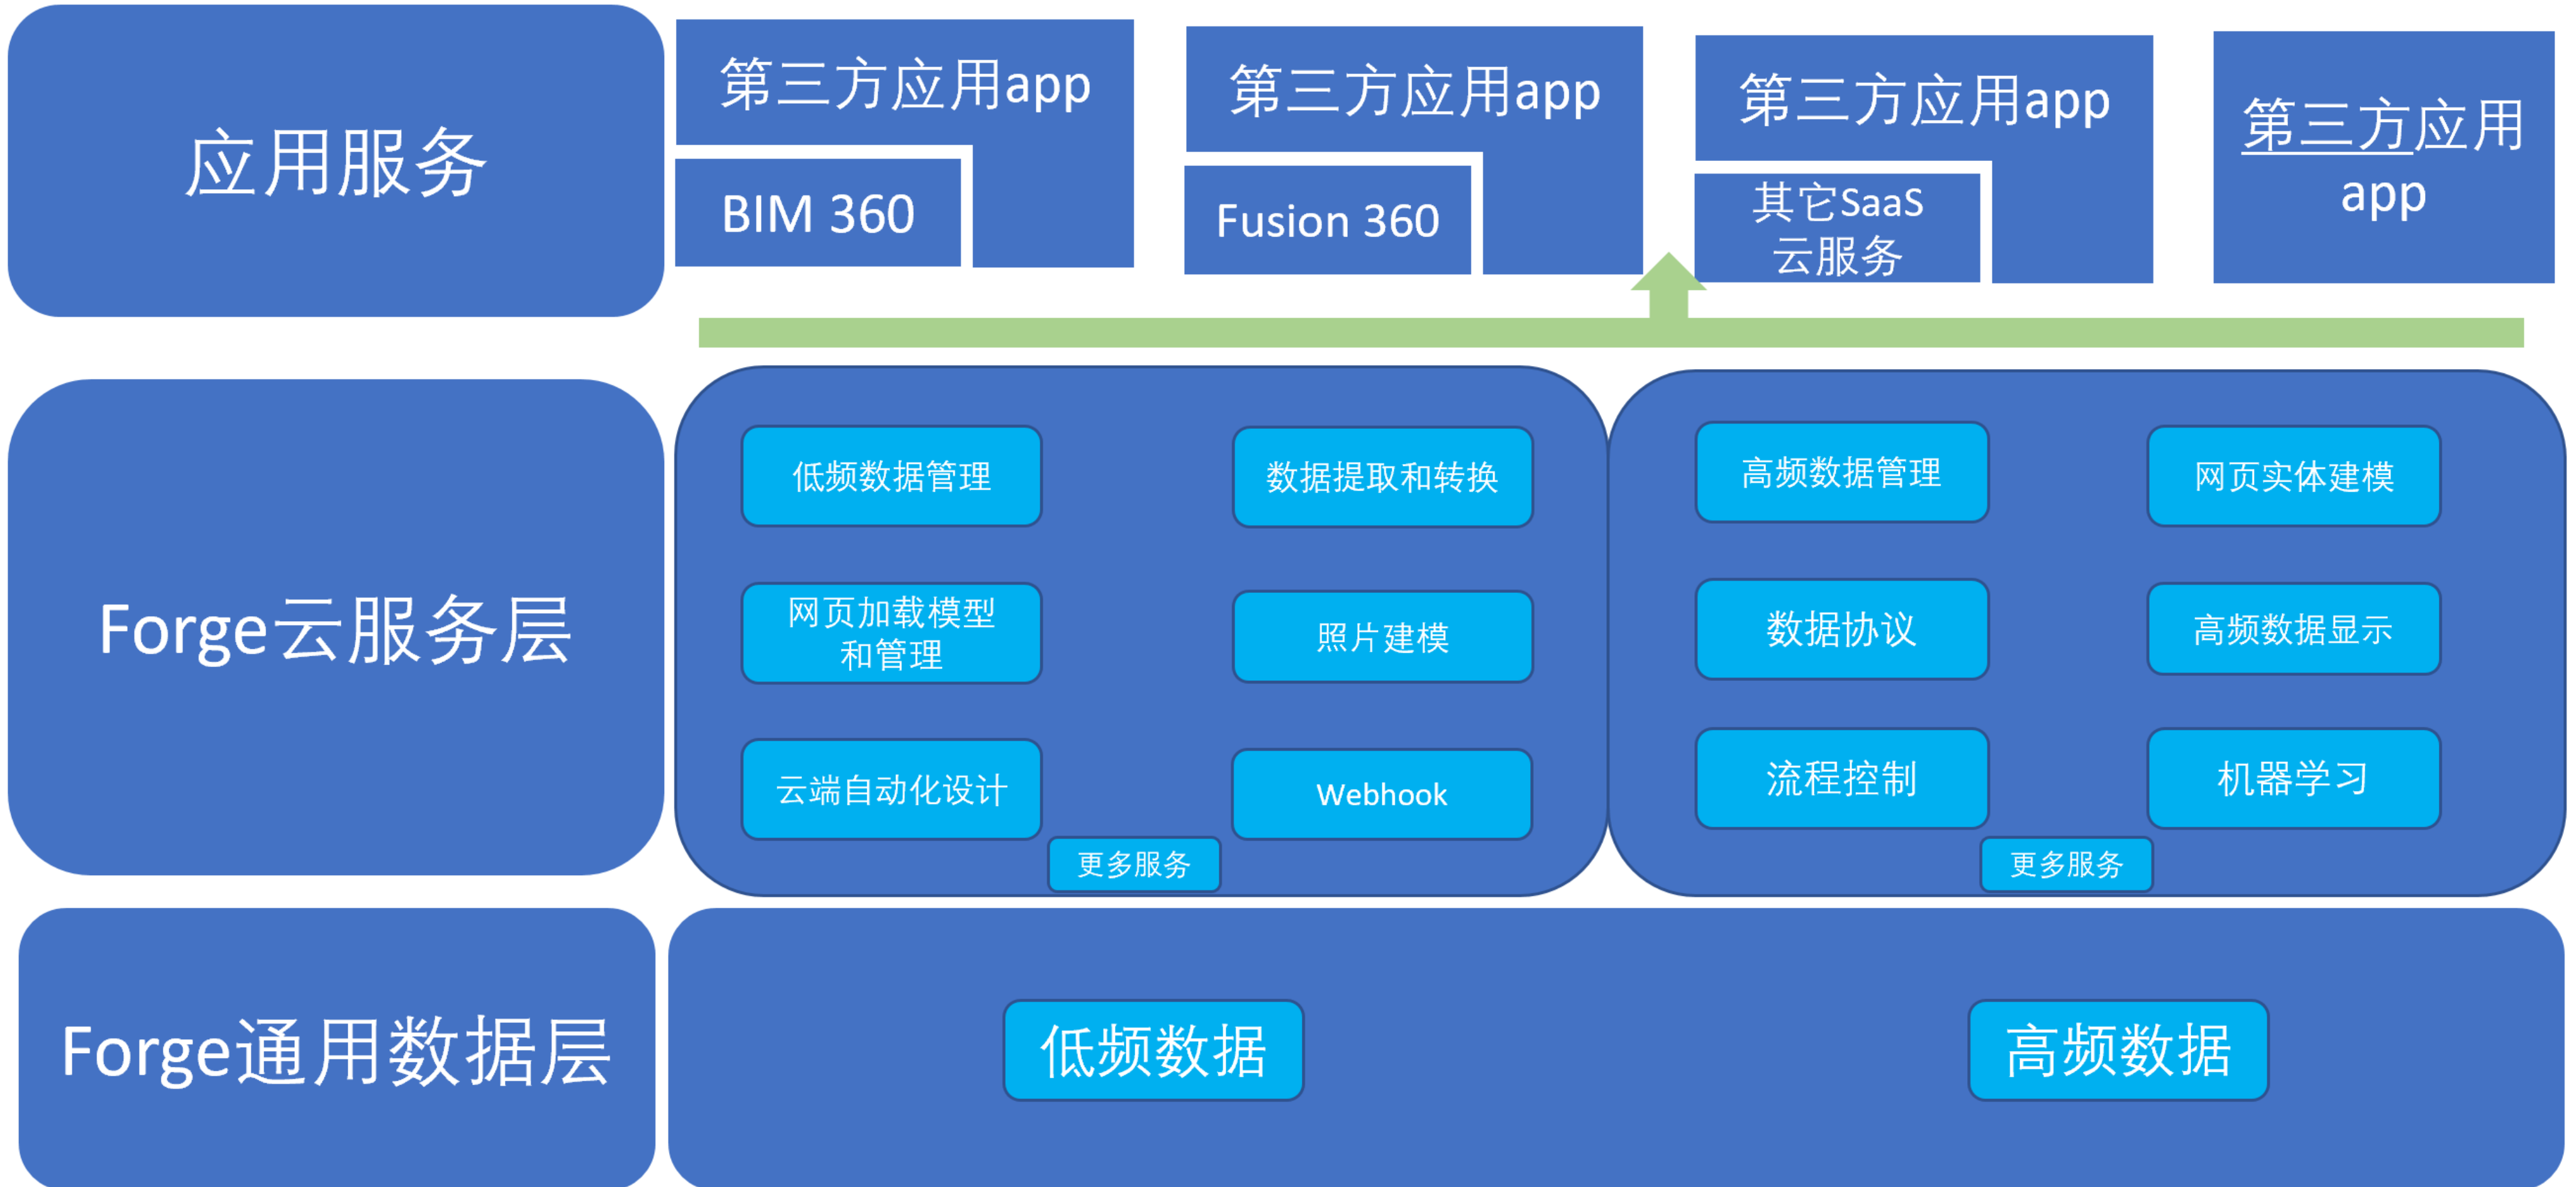 应用服务
第三方应用app
BIM 360
第三方应用app
Fusion 360
第三方应用app
其它SaaS
云服务
第三方应用
app
Forge云服务层
低频数据管理
数据提取和转换
网页加载模型
和管理
照片建模
云端自动化设计
Webhook
更多服务
高频数据管理
网页实体建模
数据协议
高频数据显示
流程控制
机器学习
更多服务
Forge通用数据层
低频数据
高频数据